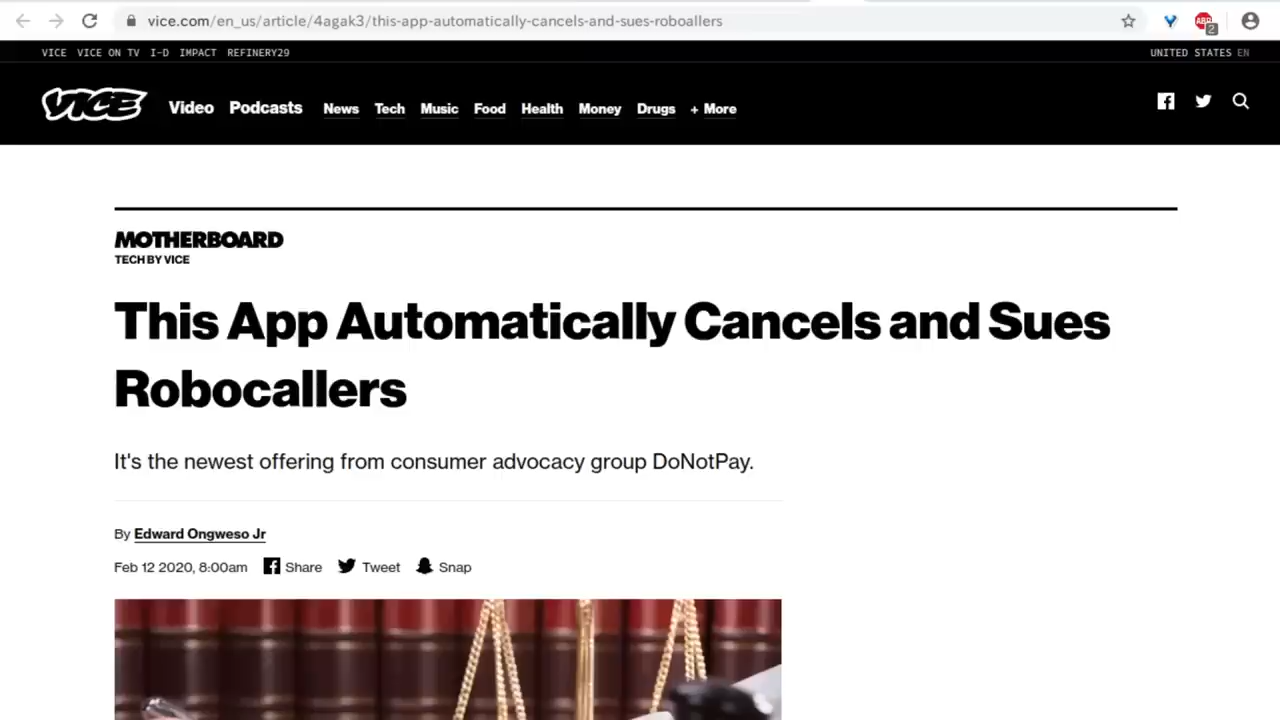 vice.com/en_us/article/4agak3/this-app-automatically-cancels-and-sues-roboallers
ABP
2
VICE VICE ON TV I-D IMPACT REFINERY29
UNITED STATES EN
VICE Video Podcasts News Tech Music Food Health Money Drugs + More
MOTHERBOARD
TECH BY VICE
This App Automatically Cancels and Sues
Robocallers
It's the newest offering from consumer advocacy group DoNotPay.
By Edward Ongweso Jr
Feb 12 2020, 8:00am Share Tweet Snap